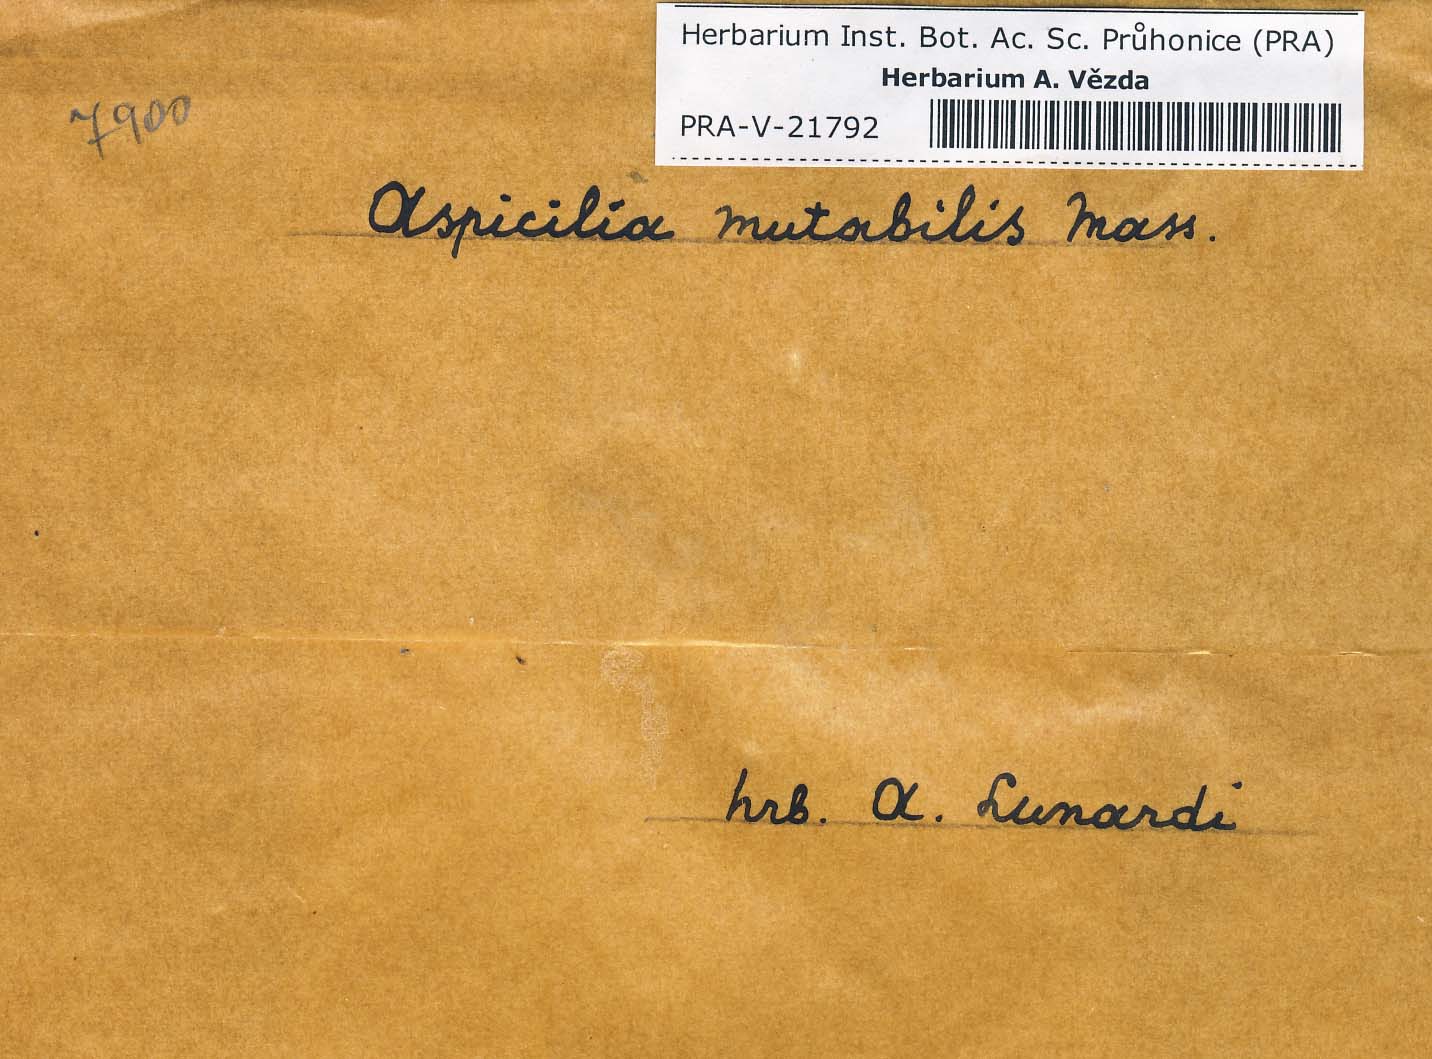 Herbarium Inst. Bot. Ac. Sc. Průhonice (PRA)
Herbarium A. Vězda
PRA-V-21792
7900
Aspicilia mutabilis Mass.
hrb. A. Lunardi